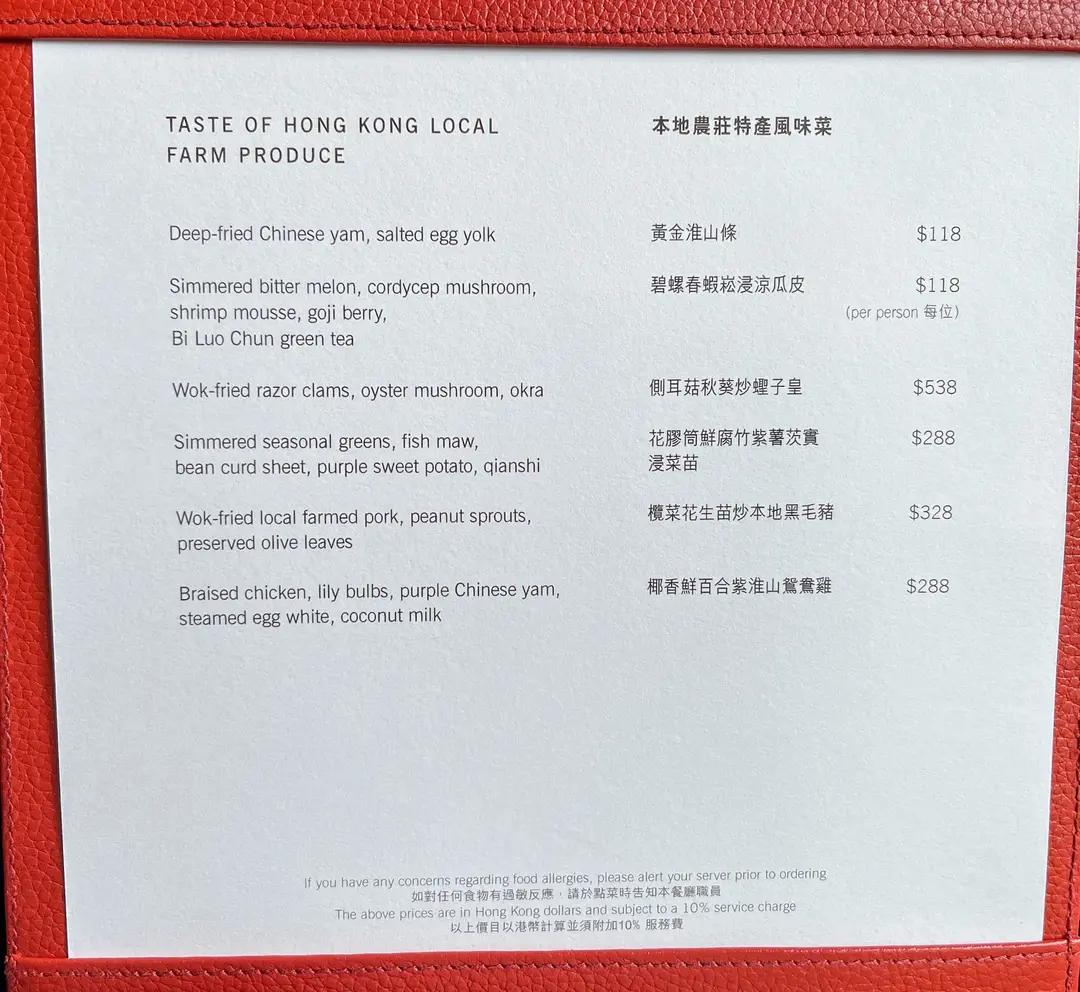 TASTE OF HONG KONG LOCAL
FARM PRODUCE
本地農莊特產風味菜
Deep-fried Chinese yam, salted egg yolk
黃金淮山條
$118
Simmered bitter melon, cordycep mushroom,
shrimp mousse, goji berry,
Bi Luo Chun green tea
碧螺春蝦崧浸涼瓜皮
$118
(per person 每位)
Wok-fried razor clams, oyster mushroom, okra
側耳菇秋葵炒蟶子皇
$538
Simmered seasonal greens, fish maw,
bean curd sheet, purple sweet potato, qianshi
花膠筒鮮腐竹紫薯茨實
浸菜苗
$288
Wok-fried local farmed pork, peanut sprouts,
preserved olive leaves
欖菜花生苗炒本地黑毛豬
$328
Braised chicken, lily bulbs, purple Chinese yam,
steamed egg white, coconut milk
椰香鮮百合紫淮山鴛鴦雞
$288
If you have any concerns regarding food allergies, please alert your server prior to ordering
如對任何食物有過敏反應，請於點菜時告知本餐廳職員
The above prices are in Hong Kong dollars and subject to a 10% service charge
以上價目以港幣計算並須附加10% 服務費